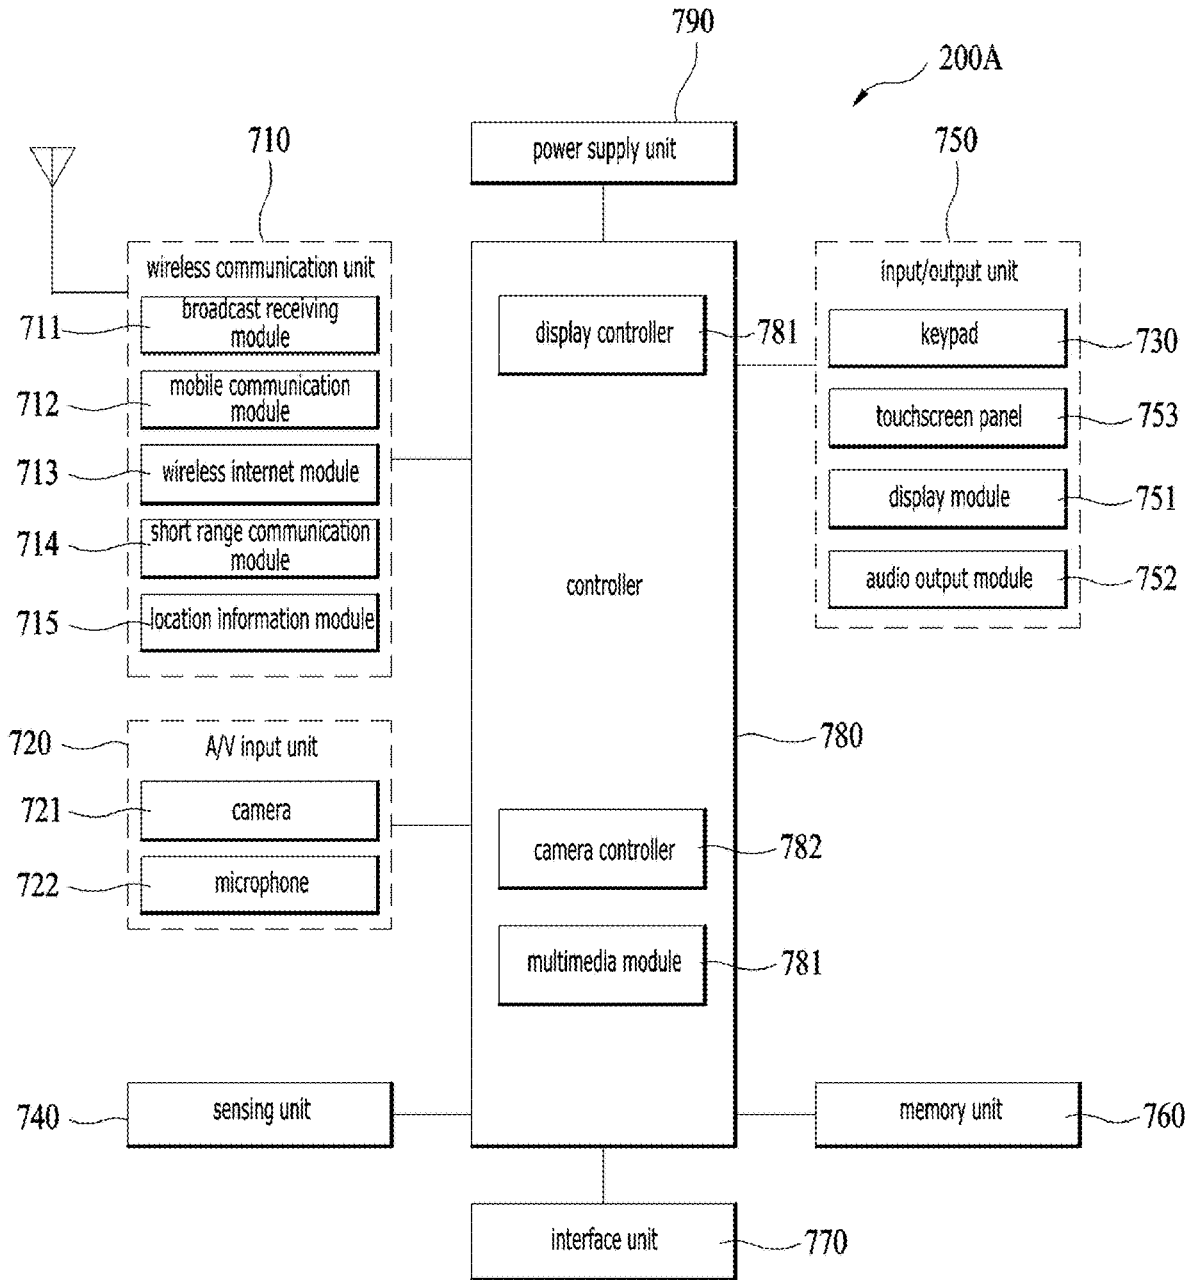 790
200A
power supply unit
710
wireless communication unit
711
broadcast receiving
module
712
mobile communication
module
713
wireless internet module
714
short range communication
module
715
location information module
720
A/V input unit
721
camera
722
microphone
740
sensing unit
display controller
781
controller
780
camera controller
782
multimedia module
781
750
input/output unit
keypad
730
touchscreen panel
753
display module
751
audio output module
752
memory unit
760
interface unit
770